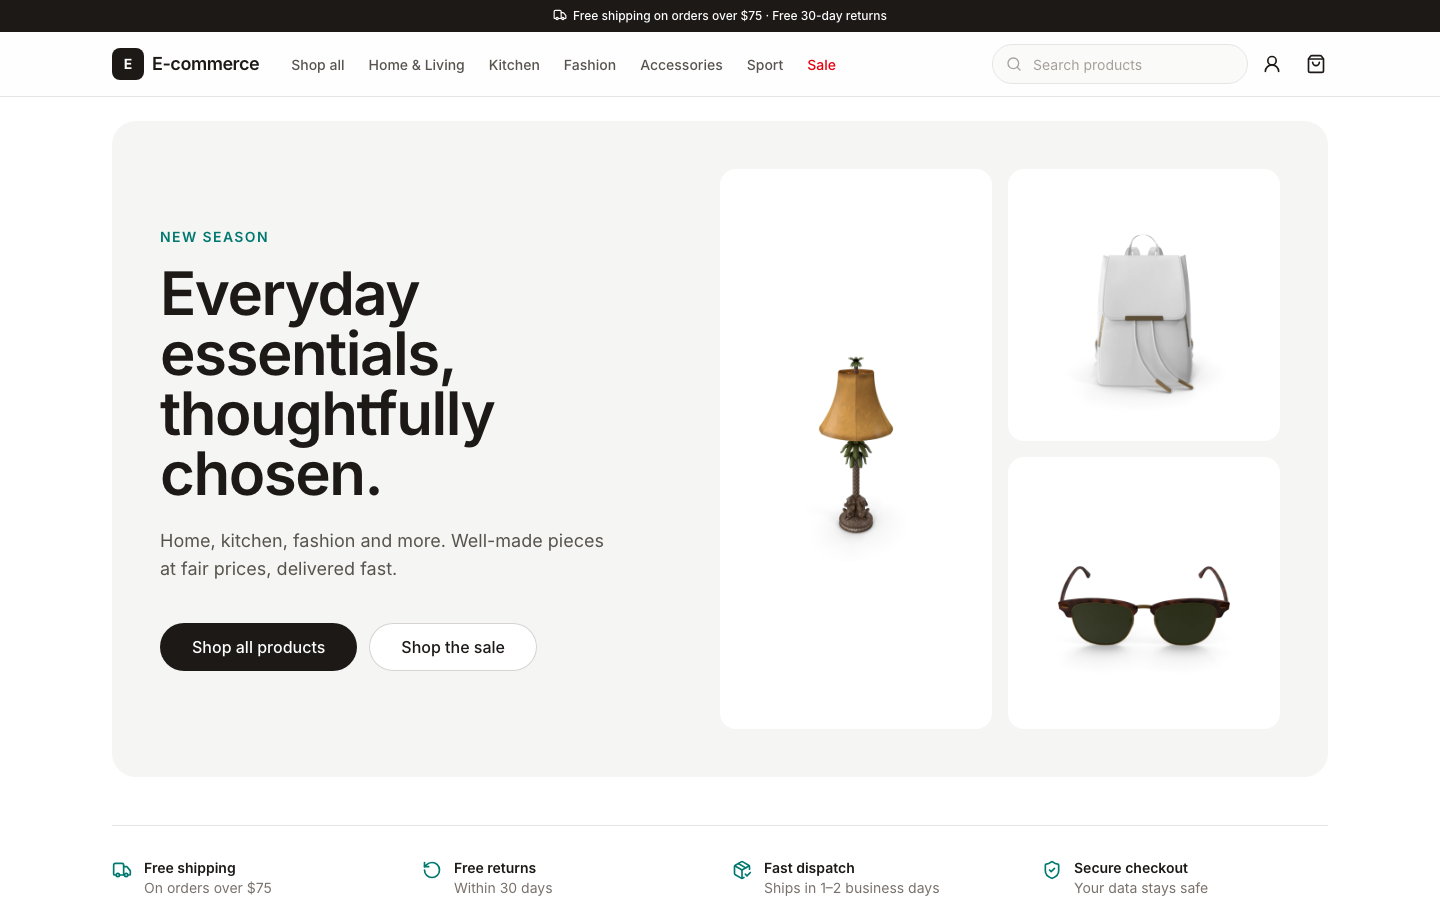 Free shipping on orders over $75 · Free 30-day returns
E
E-commerce
Shop all
Home & Living
Kitchen
Fashion
Accessories
Sport
Sale
Search products
NEW SEASON
Everyday
essentials,
thoughtfully
chosen.
Home, kitchen, fashion and more. Well-made pieces
at fair prices, delivered fast.
Shop all products
Shop the sale
Free shipping
On orders over $75
Free returns
Within 30 days
Fast dispatch
Ships in 1–2 business days
Secure checkout
Your data stays safe